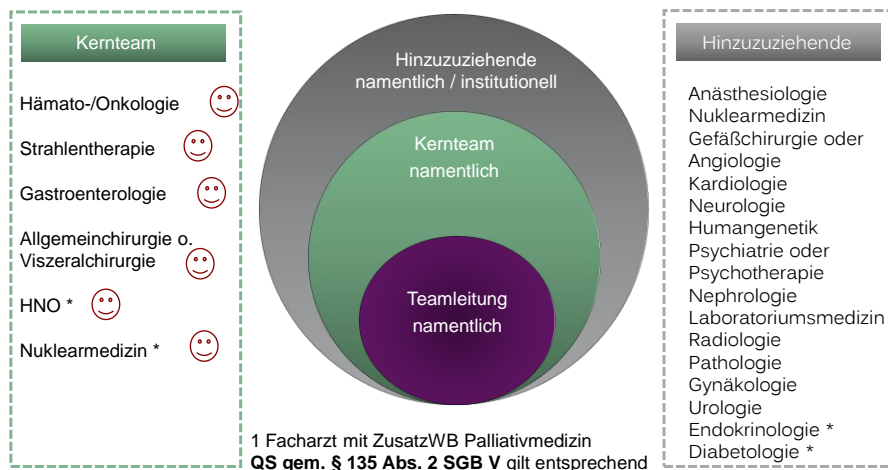 Kernteam
Hämato-/Onkologie
Strahlentherapie
Gastroenterologie
Allgemeinchirurgie o.
Viszeralchirurgie
HNO *
Nuklearmedizin *
Hinzuzuziehende
namentlich / institutionell
Kernteam
namentlich
Teamleitung
namentlich
1 Facharzt mit ZusatzWB Palliativmedizin
QS gem. § 135 Abs. 2 SGB V gilt entsprechend
Hinzuzuziehende
Anästhesiologie
Nuklearmedizin
Gefäßchirurgie oder
Angiologie
Kardiologie
Neurologie
Humangenetik
Psychiatrie oder
Psychotherapie
Nephrologie
Laboratoriumsmedizin
Radiologie
Pathologie
Gynäkologie
Urologie
Endokrinologie *
Diabetologie *